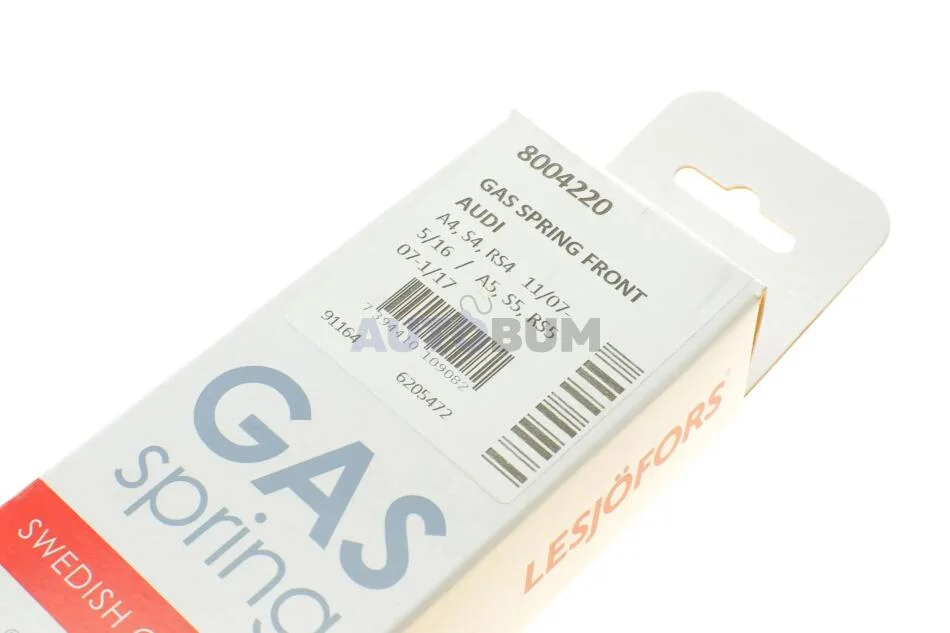 8004220
GAS SPRING FRONT
AUDI
A4, S4, RS4 11/07-
5/16 / A5, S5, RS5
07-1/17
7394410109082
91164
6205472
AUTOBUM
GAS
spring
SWEDISH
LESJÖFORS